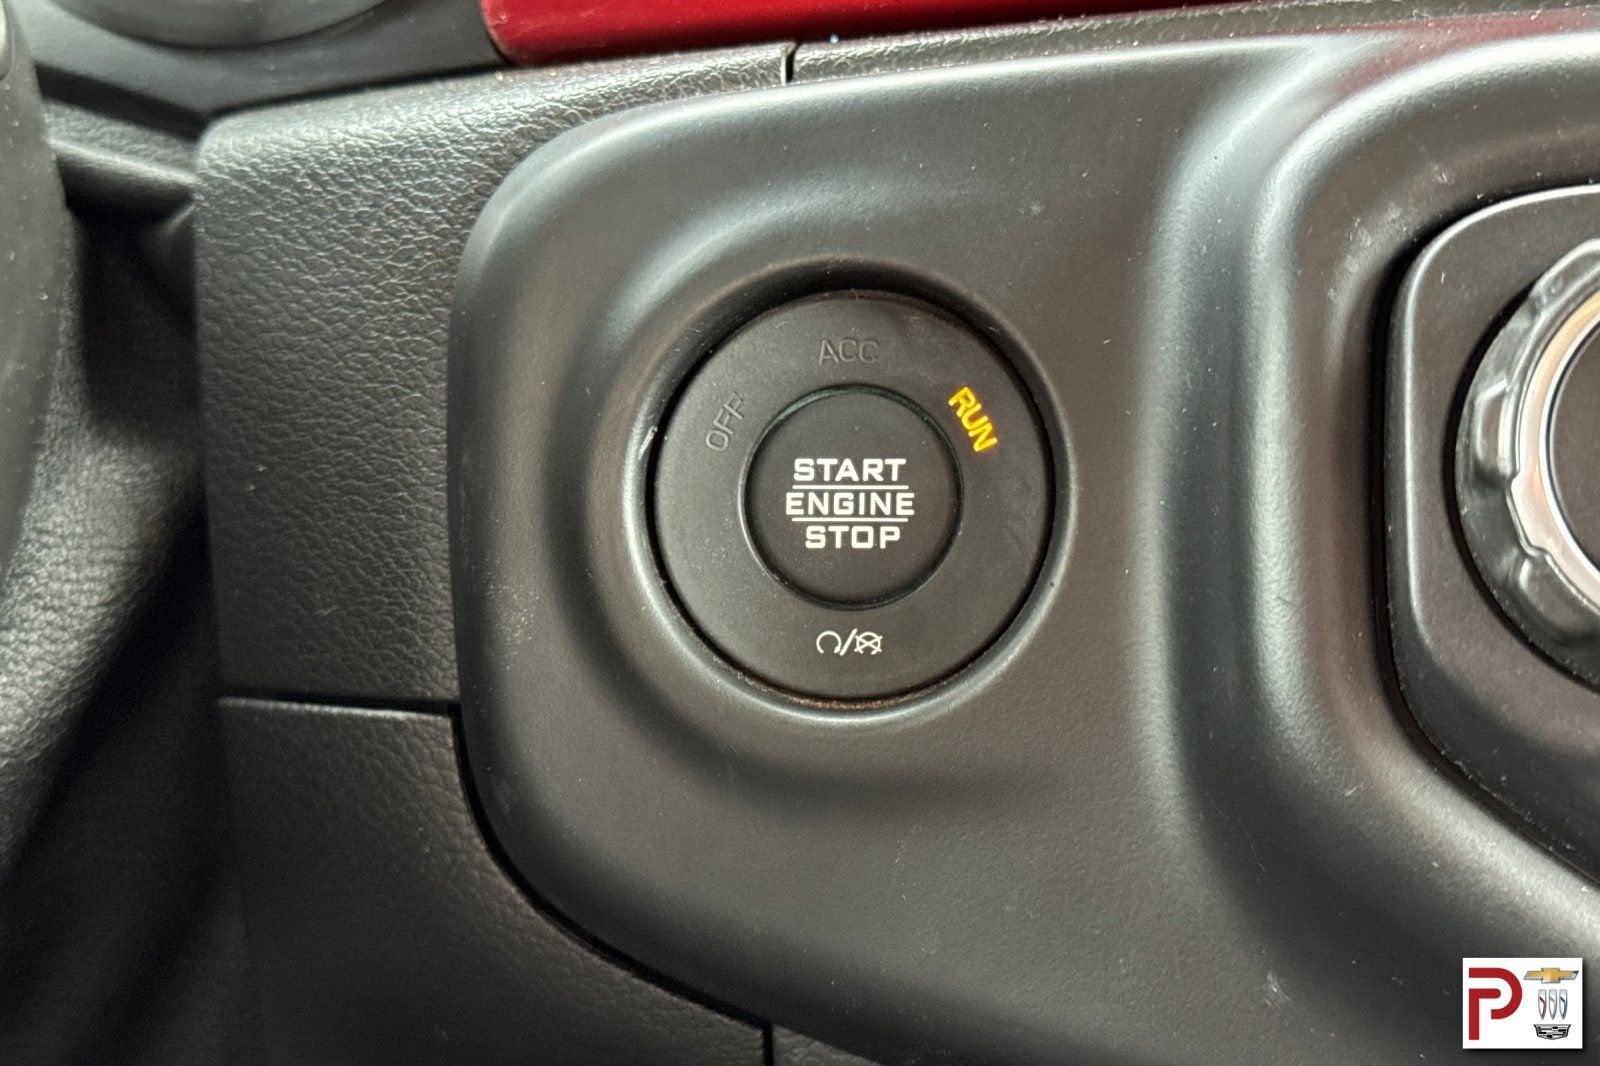 ACC
OFF
RUN
START
ENGINE
STOP
P